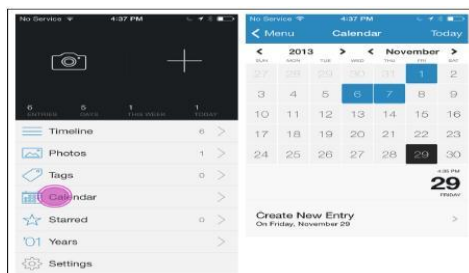 No Service 4:37 PM
6 5 1 1
ENTRIES DAYS THIS WEEK TODAY
Timeline 6
Photos 1
Tags 0
Calendar
Starred 0
'01 Years
Settings
No Service 4:37 PM
Menu Calendar Today
< 2013 > < November >
SUN MON TUE WED THU FRI SAT
27 28 29 30 31 1 2
3 4 5 6 7 8 9
10 11 12 13 14 15 16
17 18 19 20 21 22 23
24 25 26 27 28 29 30
4:35 PM
29
FRIDAY
Create New Entry
On Friday, November 29